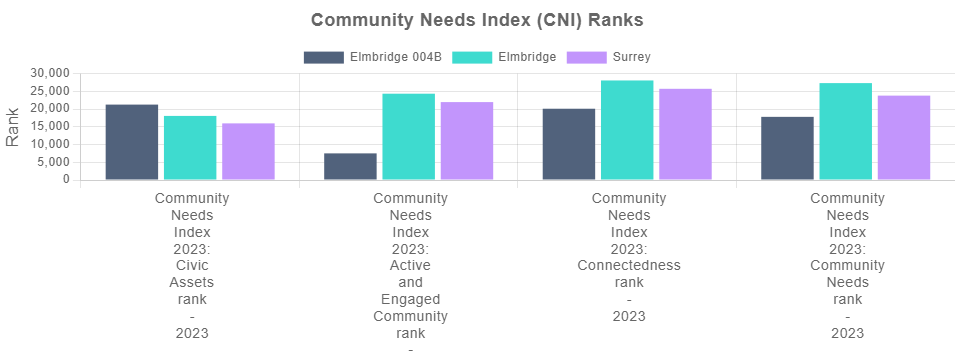 Community Needs Index (CNI) Ranks
Elmbridge 004B Elmbridge Surrey
Rank
30,000
25,000
20,000
15,000
10,000
5,000
0
Community
Needs
Index
2023:
Civic
Assets
rank
-
2023
Community
Needs
Index
2023:
Active
and
Engaged
Community
rank
-
Community
Needs
Index
2023:
Connectedness
rank
-
2023
Community
Needs
Index
2023:
Community
Needs
rank
-
2023